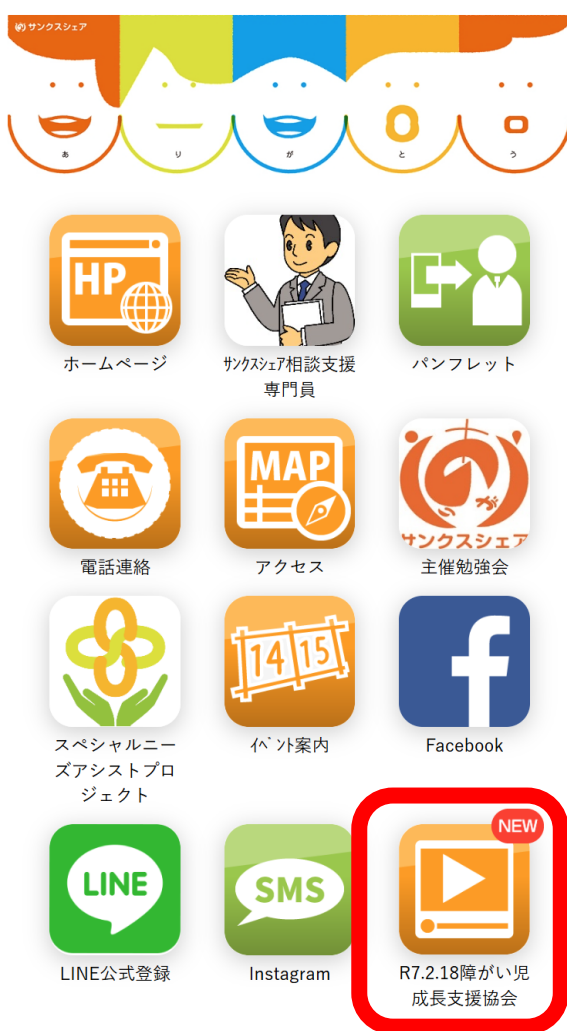 サンクスシェア
あ
り
が
と
う
HP
ホームページ
サンクスシェア相談支援
専門員
パンフレット
電話連絡
MAP
アクセス
サンクスシェア
主催勉強会
スペシャルニー
ズアシストプロ
ジェクト
14 15
イベント案内
f
Facebook
LINE
LINE公式登録
SMS
Instagram
NEW
R7.2.18障がい児
成長支援協会